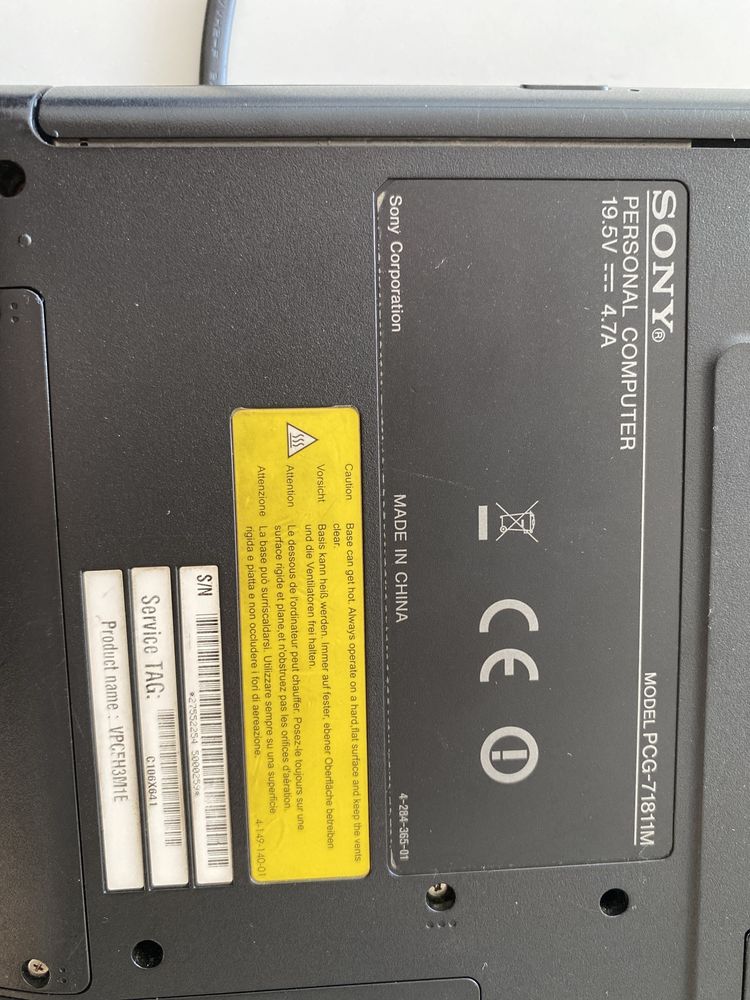 SONY®
PERSONAL COMPUTER
19.5V ⎓ 4.7A
MODEL PCG-71811M
MADE IN CHINA
Sony Corporation
4-284-365-01
Caution Base can get hot. Always operate on a hard,flat surface and keep the vents
clear.
Vorsicht Basis kann heiß werden. Immer auf fester, ebener Oberfläche betreiben
und die Ventilatoren frei halten.
Attention Le dessous de l'ordinateur peut chauffer. Posez-le toujours sur une
surface rigide et plane,et n'obstruez pas les orifices d'aération.
Attenzione La base può surriscaldarsi. Utilizzare sempre su una superficie
rigida e piatta e non occludere i fori di aereazione.
4-149-140-01
S/N
*27552254 5000259*
Service TAG:
C106X641
Product name : VPCEH3M1E